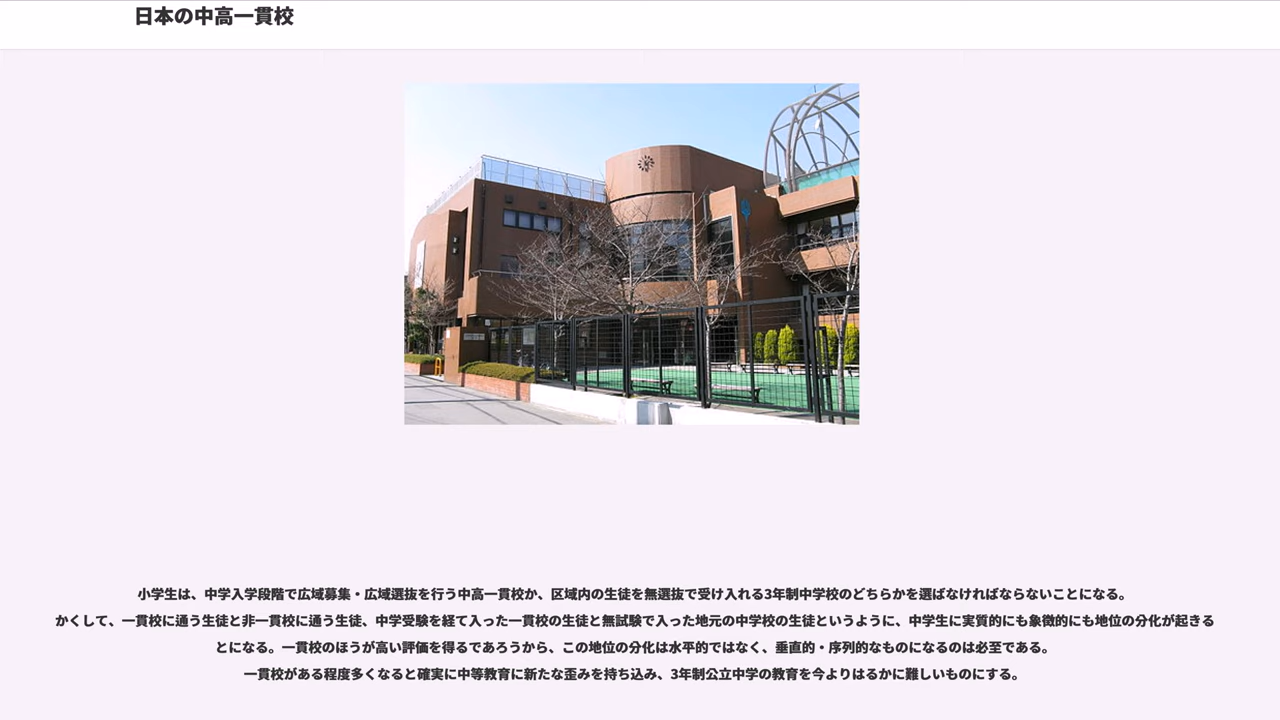 日本の中高一貫校
小学生は、中学入学段階で広域募集・広域選抜を行う中高一貫校か、区域内の生徒を無選抜で受け入れる3年制中学校のどちらかを選ばなければならないことになる。
かくして、一貫校に通う生徒と非一貫校に通う生徒、中学受験を経て入った一貫校の生徒と無試験で入った地元の中学校の生徒というように、中学生に実質的にも象徴的にも地位の分化が起きる
とになる。一貫校のほうが高い評価を得るであろうから、この地位の分化は水平的ではなく、垂直的・序列的なものになるのは必至である。
一貫校がある程度多くなると確実に中等教育に新たな歪みを持ち込み、3年制公立中学の教育を今よりはるかに難しいものにする。